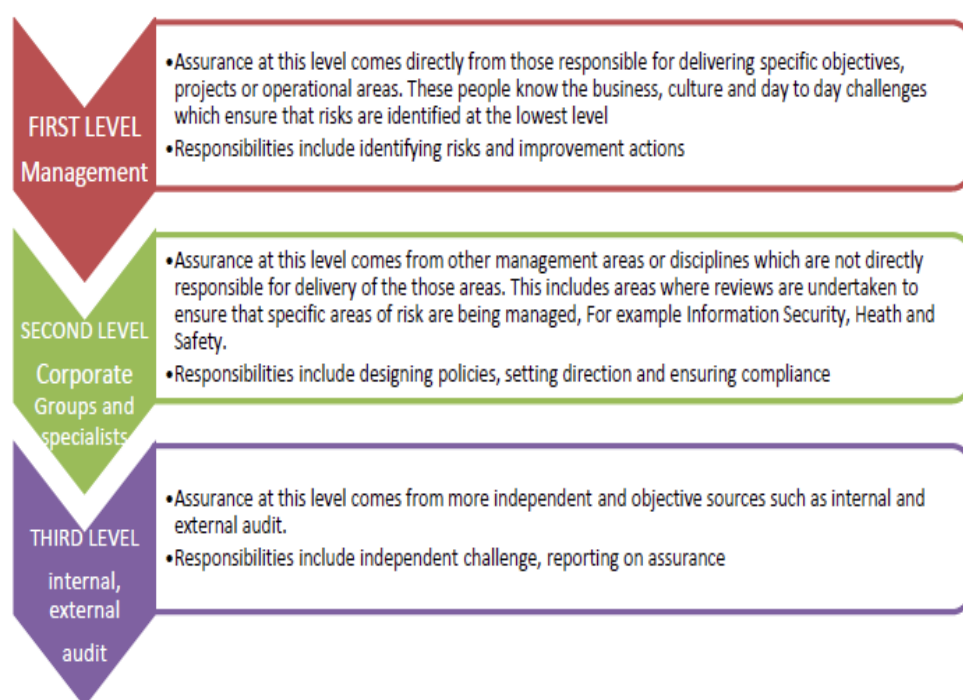 FIRST LEVEL
Management
•Assurance at this level comes directly from those responsible for delivering specific objectives,
projects or operational areas. These people know the business, culture and day to day challenges
which ensure that risks are identified at the lowest level
•Responsibilities include identifying risks and improvement actions
SECOND LEVEL
Corporate
Groups and
specialists
•Assurance at this level comes from other management areas or disciplines which are not directly
responsible for delivery of the those areas. This includes areas where reviews are undertaken to
ensure that specific areas of risk are being managed, For example Information Security, Heath and
Safety.
•Responsibilities include designing policies, setting direction and ensuring compliance
THIRD LEVEL
internal,
external
audit
•Assurance at this level comes from more independent and objective sources such as internal and
external audit.
•Responsibilities include independent challenge, reporting on assurance